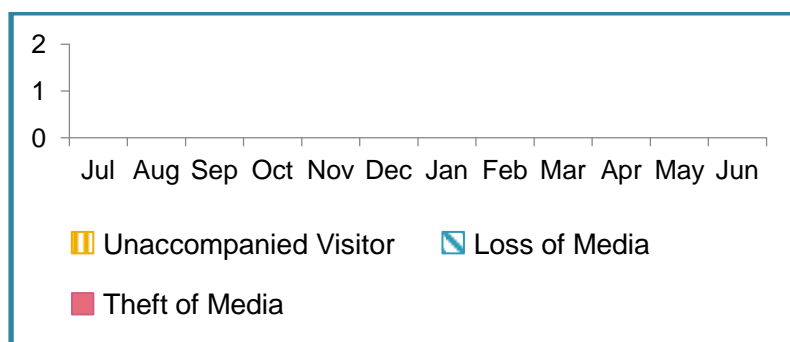 2
1
0
Jul Aug Sep Oct Nov Dec Jan Feb Mar Apr May Jun
Unaccompanied Visitor Loss of Media
Theft of Media